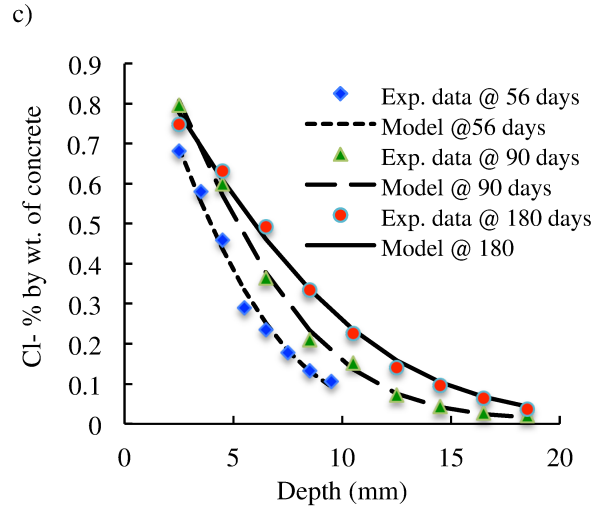 c)
0.9
0.8
0.7
0.6
0.5
0.4
0.3
0.2
0.1
0
0
5
10
15
20
Cl- % by wt. of concrete
Depth (mm)
Exp. data @ 56 days
Model @56 days
Exp. data @ 90 days
Model @ 90 days
Exp. data @ 180 days
Model @ 180